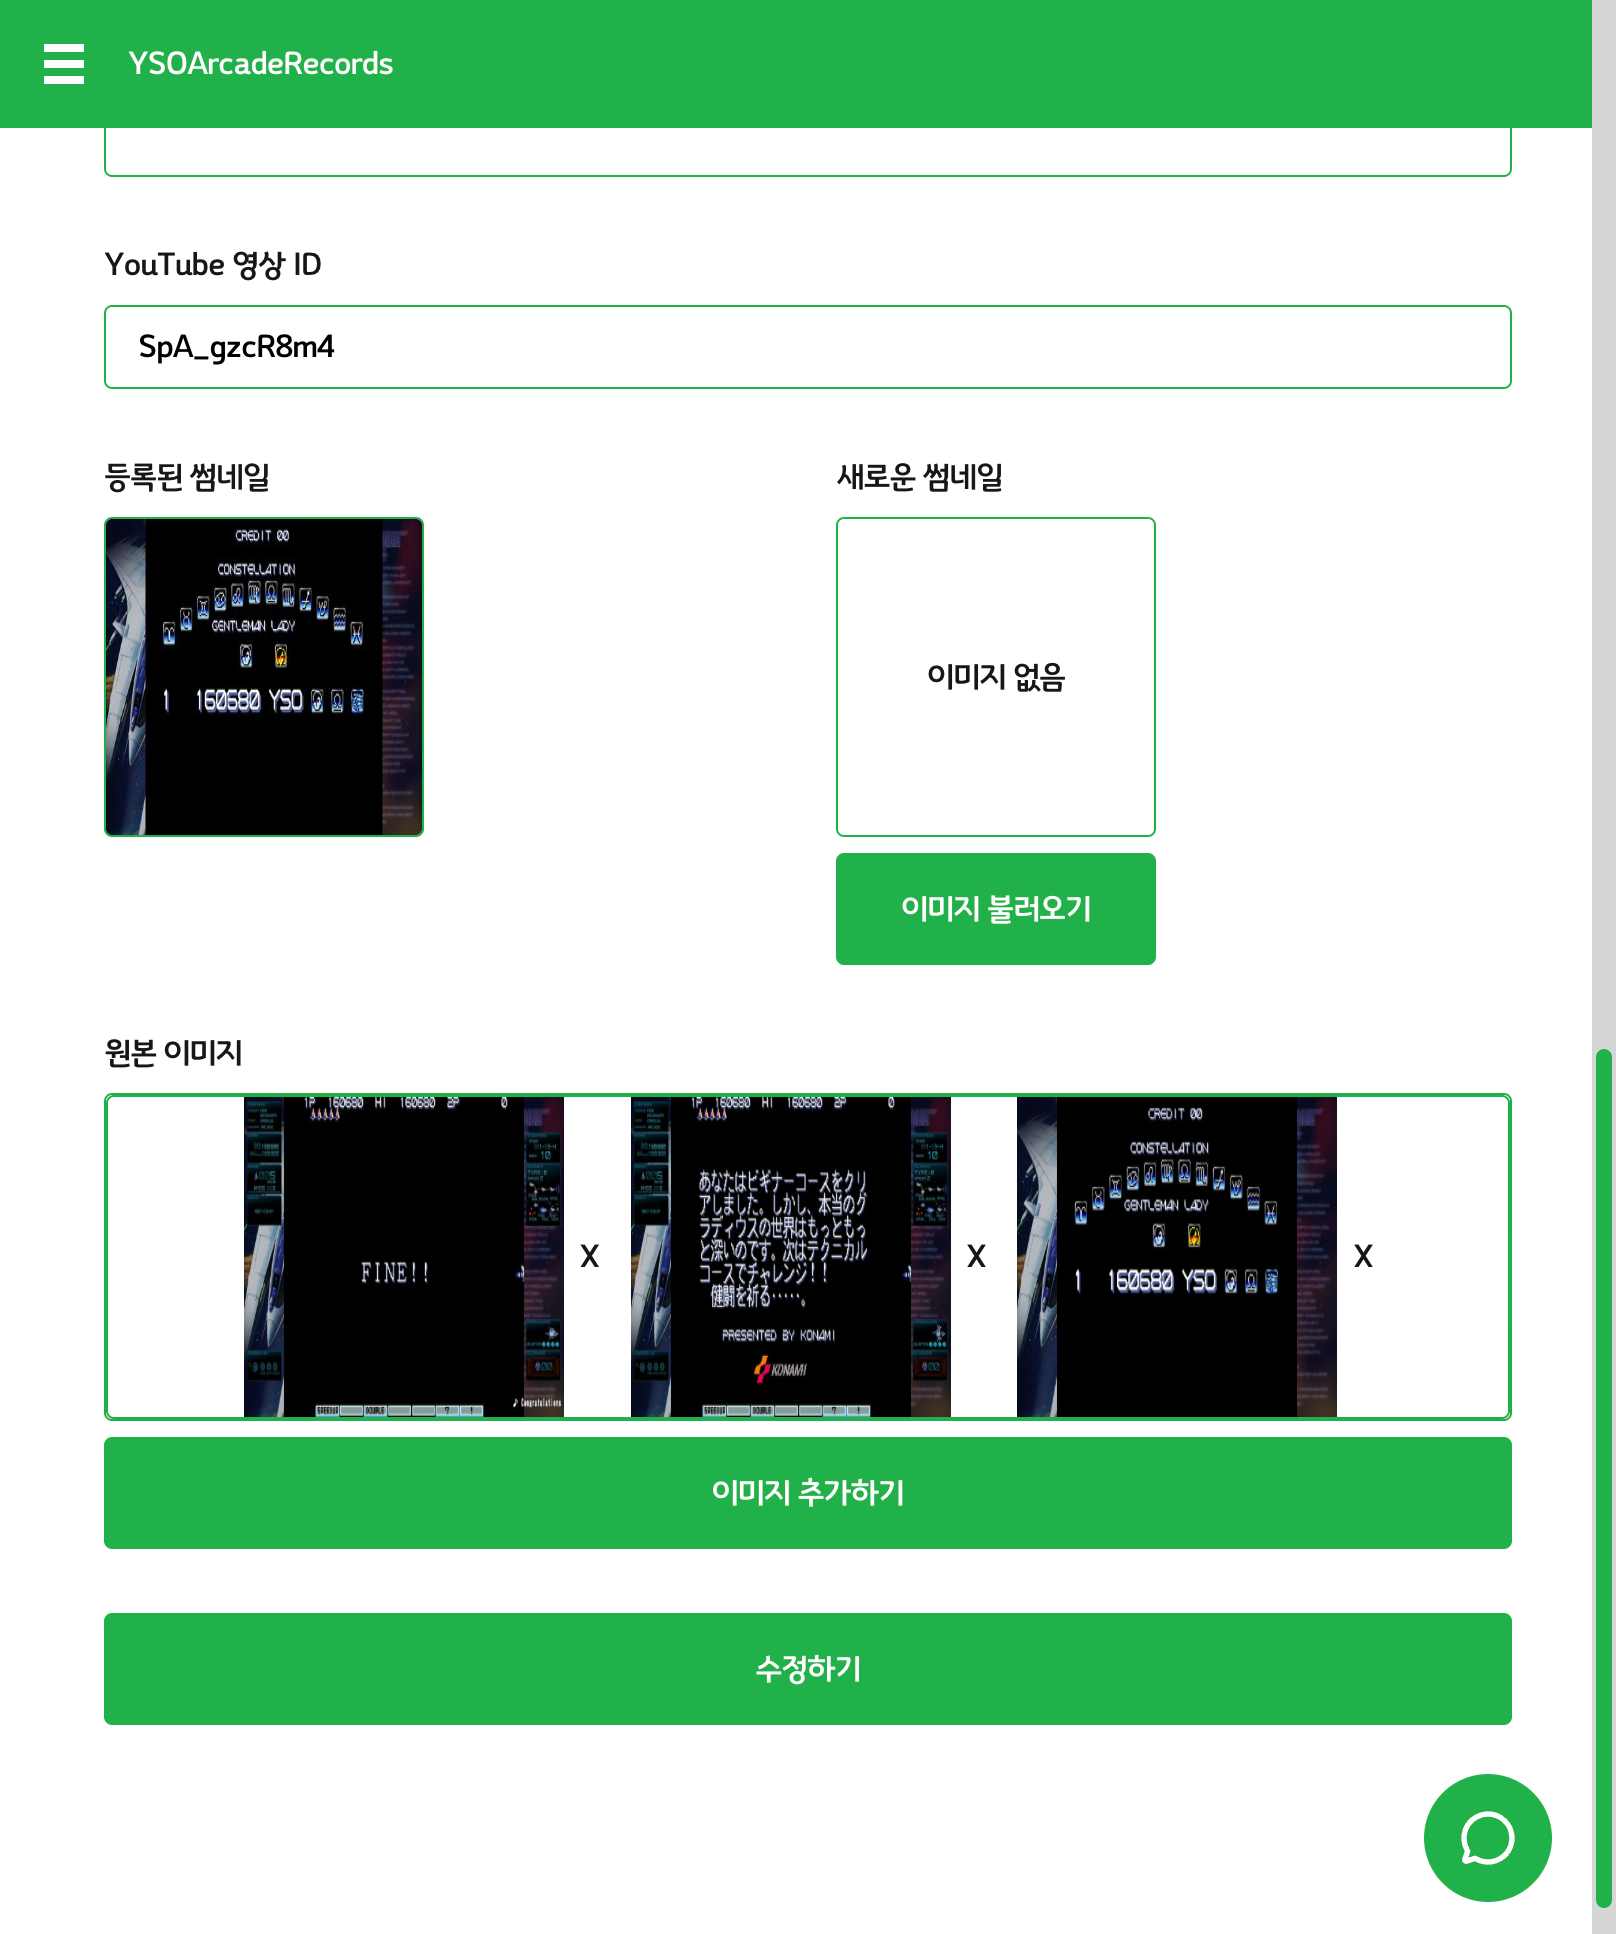 YSOArcadeRecords
YouTube 영상 ID
SpA_gzcR8m4
등록된 썸네일
새로운 썸네일
CREDIT 00
CONSTELLATION
GENTLEMAN LADY
1 160680 YSO
이미지 없음
이미지 불러오기
원본 이미지
1P 160680 HI 160680 2P 0
FINE!!
♪ Congratulations
SPEEDUP DOUBLE ? !
X
1P 160680 HI 160680 2P 0
あなたはビギナーコースをクリ
アしました。しかし、本当のグ
ラディウスの世界はもっともっ
と深いのです。次はテクニカル
コースでチャレンジ!!
健闘を祈る・・・・・。
PRESENTED BY KONAMI
KONAMI
SPEEDUP DOUBLE ? !
X
CREDIT 00
CONSTELLATION
GENTLEMAN LADY
1 160680 YSO
X
이미지 추가하기
수정하기